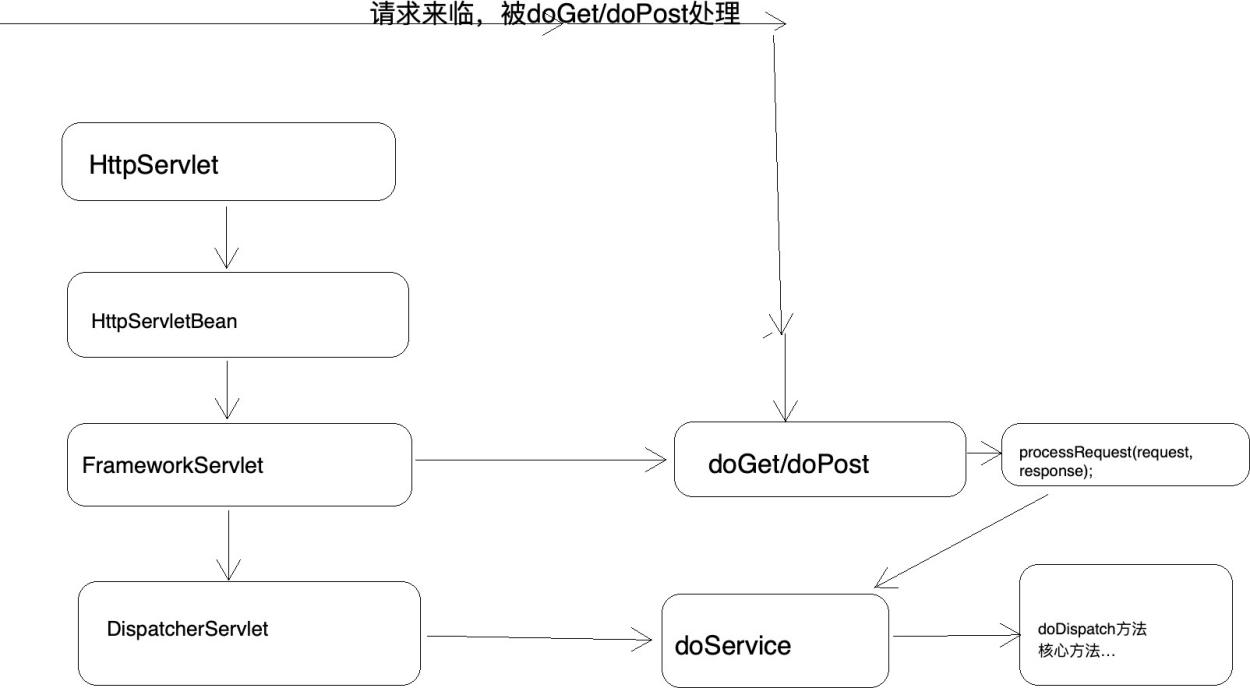 请求来临，被doGet/doPost处理
HttpServlet
HttpServletBean
FrameworkServlet
doGet/doPost
processRequest(request,
response);
DispatcherServlet
doService
doDispatch方法
核心方法...